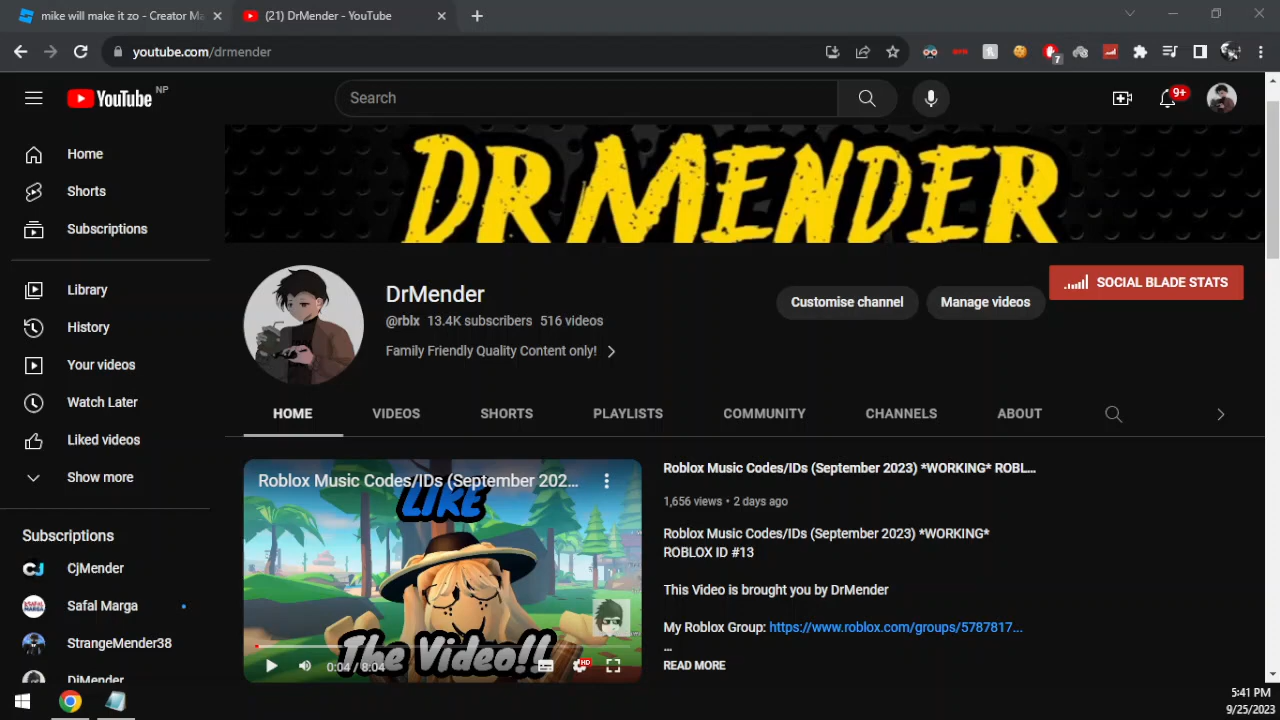 mike will make it zo - Creator Ma
(21) DrMender - YouTube
youtube.com/drmender
7
YouTube NP
Search
9+
Home
Shorts
Subscriptions
Library
History
Your videos
Watch Later
Liked videos
Show more
Subscriptions
CjMender
Safal Marga
StrangeMender38
DrMENDER
DrMender
@rblx 13.4K subscribers 516 videos
Family Friendly Quality Content only!
Customise channel
Manage videos
SOCIAL BLADE STATS
HOME
VIDEOS
SHORTS
PLAYLISTS
COMMUNITY
CHANNELS
ABOUT
Roblox Music Codes/IDs (September 202...
LIKE
The Video!!
0:04 / 8:04
HD
Roblox Music Codes/IDs (September 2023) *WORKING* ROBL...
1,656 views • 2 days ago
Roblox Music Codes/IDs (September 2023) *WORKING*
ROBLOX ID #13
This Video is brought you by DrMender
My Roblox Group: https://www.roblox.com/groups/5787817...
...
READ MORE
5:41 PM
9/25/2023